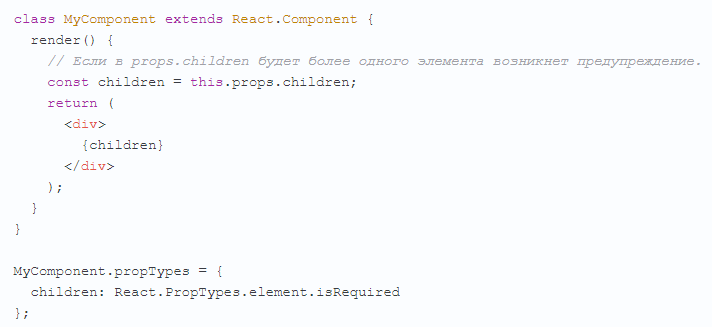 class MyComponent extends React.Component {
  render() {
    // Если в props.children будет более одного элемента возникнет предупреждение.
    const children = this.props.children;
    return (
      <div>
        {children}
      </div>
    );
  }
}

MyComponent.propTypes = {
  children: React.PropTypes.element.isRequired
};